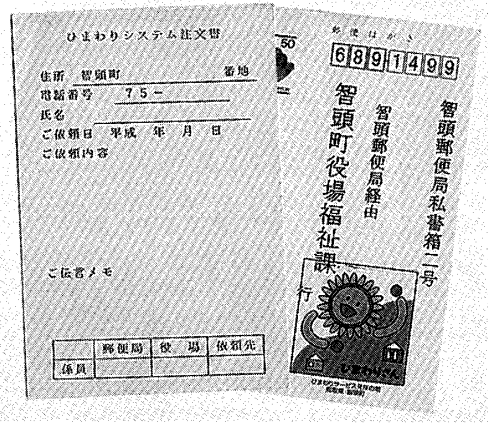 ひまわりシステム注文書
住所 智頭町 番地
電話番号 75－
氏名
ご依頼日 平成 年 月 日
ご依頼内容
ご伝言メモ
郵便局 役場 依頼先
係員
郵便はがき
50
689-1499
智頭郵便局私書箱二号
智頭郵便局経由
智頭町役場福祉課 行
ひまわりさん